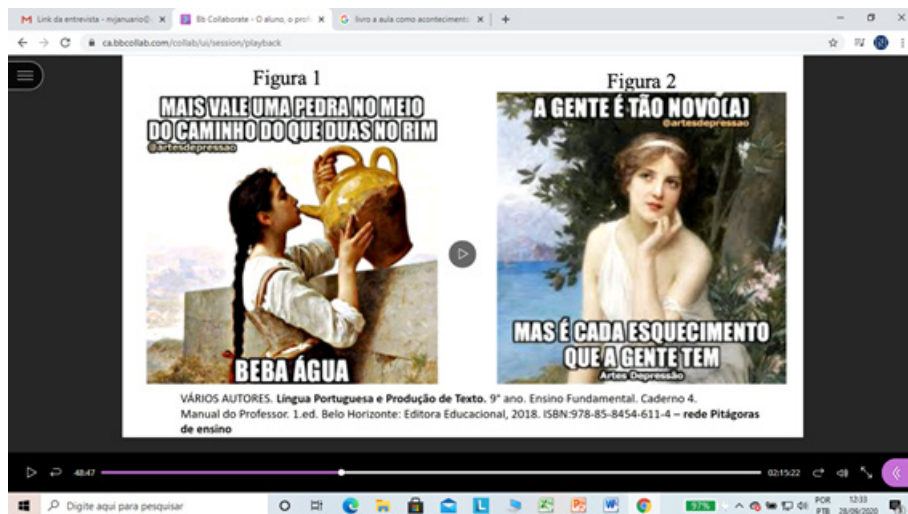 Link da entrevista - mjanuario@
Bb Collaborate - O aluno, o prof
livro a aula como acontecimento
ca.bbcollab.com/collab/ui/session/playback
Figura 1
MAIS VALE UMA PEDRA NO MEIO
DO CAMINHO DO QUE DUAS NO RIM
@artesdepressao
BEBA ÁGUA
Figura 2
A GENTE É TÃO NOVO(A)
@artesdepressao
MAS É CADA ESQUECIMENTO
QUE A GENTE TEM
Artes Depressão
VÁRIOS AUTORES. Língua Portuguesa e Produção de Texto. 9° ano. Ensino Fundamental. Caderno 4.
Manual do Professor. 1.ed. Belo Horizonte: Editora Educacional, 2018. ISBN:978-85-8454-611-4 – rede Pitágoras
de ensino
48:47
02:15:22
Digite aqui para pesquisar
97%
POR
PTB
12:33
28/09/2020